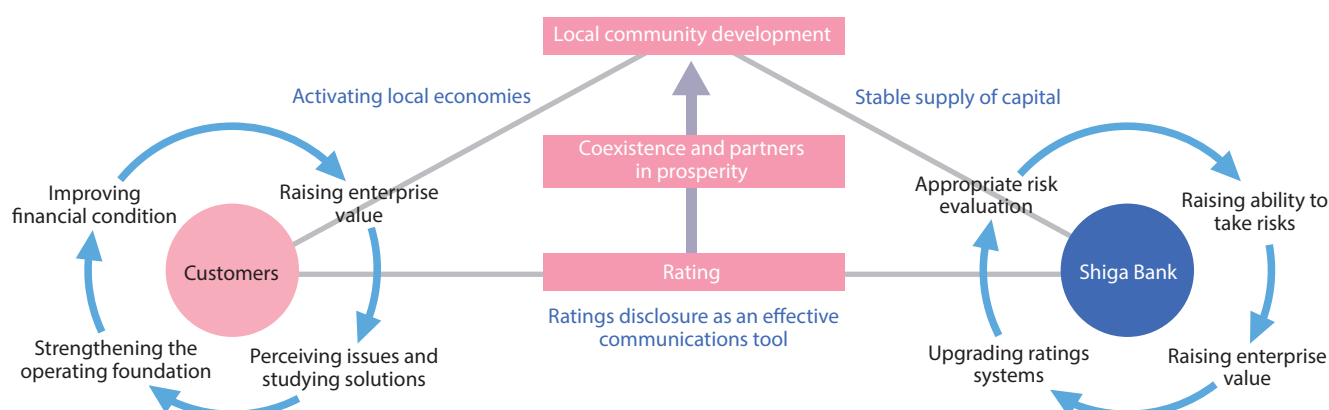 Local community development
Activating local economies
Stable supply of capital
Coexistence and partners
in prosperity
Improving
financial condition
Raising enterprise
value
Appropriate risk
evaluation
Raising ability to
take risks
Customers
Rating
Shiga Bank
Ratings disclosure as an effective
communications tool
Strengthening the
operating foundation
Perceiving issues and
studying solutions
Upgrading ratings
systems
Raising enterprise
value